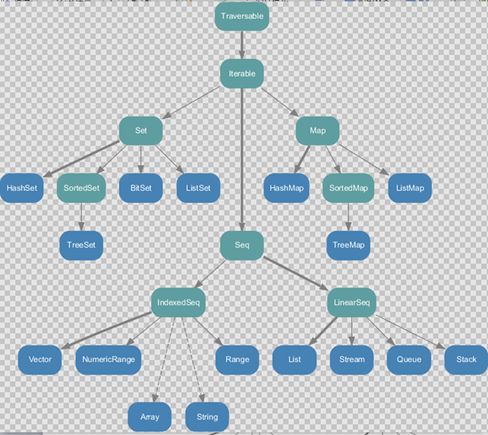 Traversable
Iterable
Set
Map
HashSet
SortedSet
BitSet
ListSet
HashMap
SortedMap
ListMap
TreeSet
Seq
TreeMap
IndexedSeq
LinearSeq
Vector
NumericRange
Range
List
Stream
Queue
Stack
Array
String